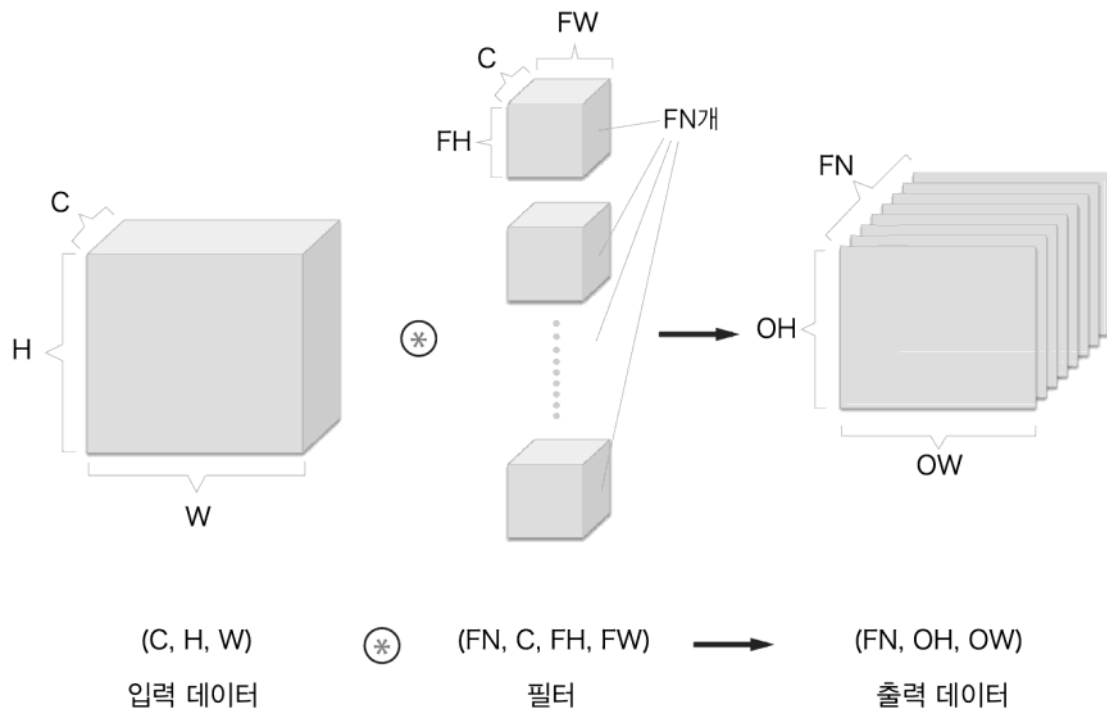 FW
C
FH
FN개
FN
C
H
W
OH
OW
(C, H, W) (FN, C, FH, FW) (FN, OH, OW)
입력 데이터 필터 출력 데이터